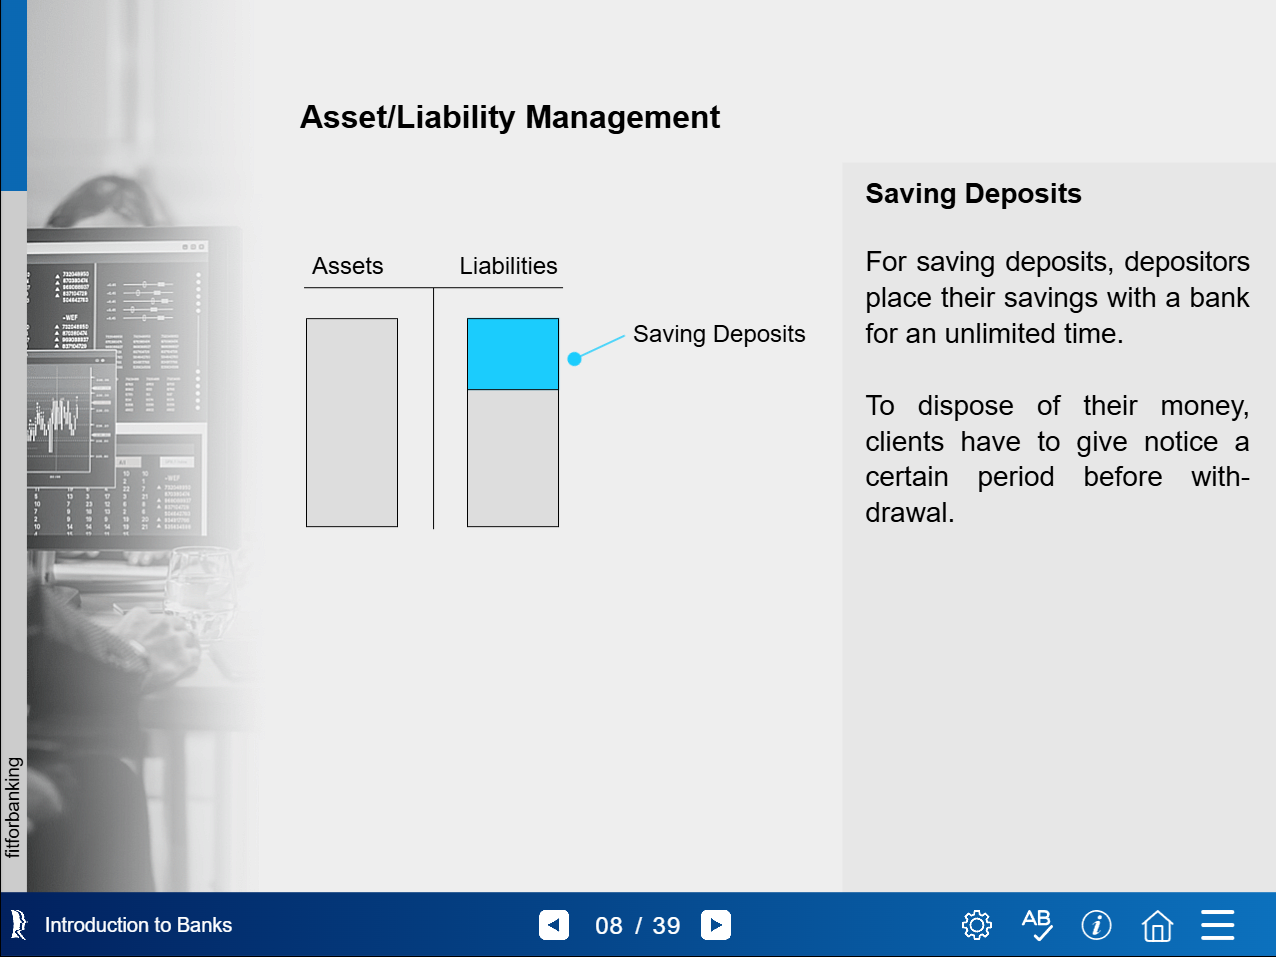 Asset/Liability Management
Assets
Liabilities
Saving Deposits
Saving Deposits
For saving deposits, depositors
place their savings with a bank
for an unlimited time.
To dispose of their money,
clients have to give notice a
certain period before with-
drawal.
fitforbanking
Introduction to Banks
08 / 39
AB
i